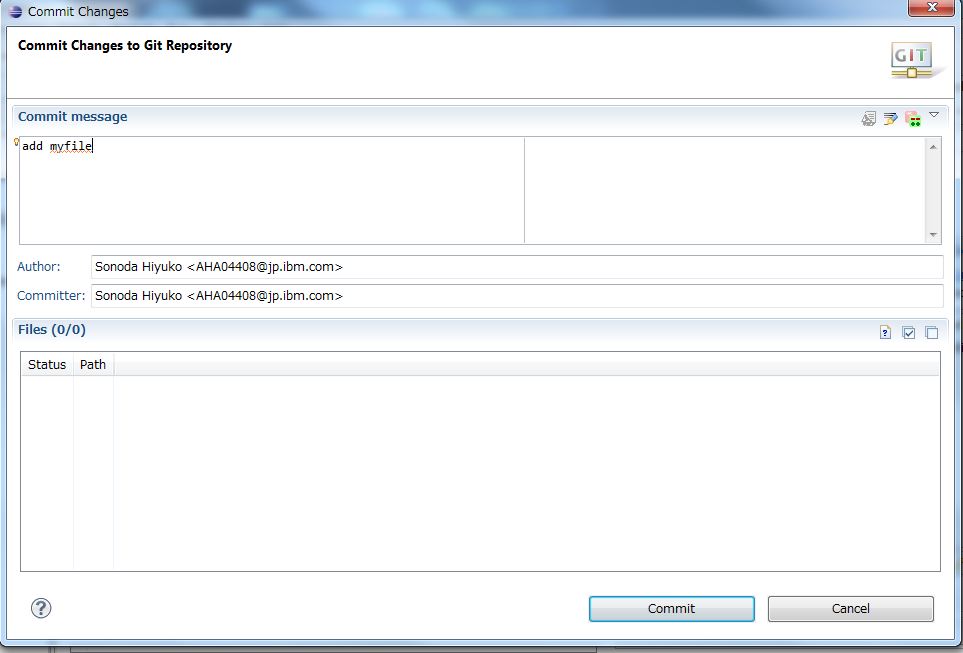 Commit Changes
Commit Changes to Git Repository
GIT
Commit message
add myfile
Author: Sonoda Hiyuko <AHA04408@jp.ibm.com>
Committer: Sonoda Hiyuko <AHA04408@jp.ibm.com>
Files (0/0)
Status Path
Commit Cancel